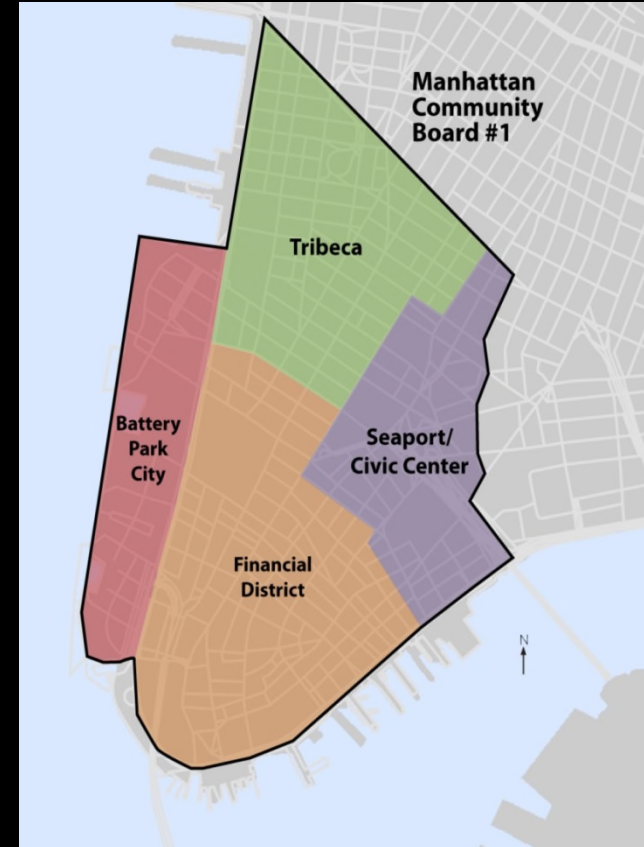 Manhattan
Community
Board #1
Tribeca
Battery
Park
City
Seaport/
Civic Center
Financial
District
N